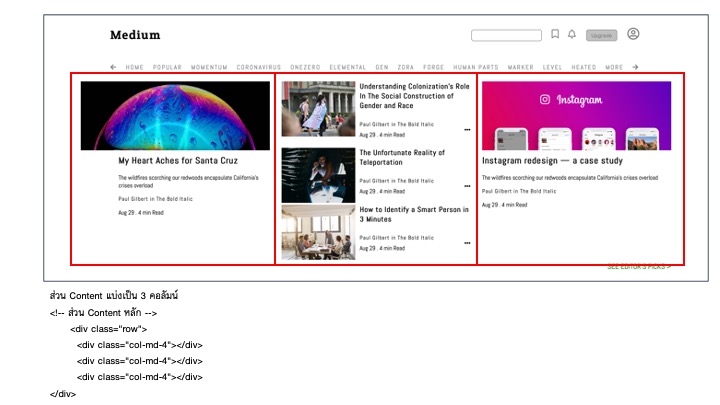 Medium
Upgrade
← HOME POPULAR MOMENTUM CORONAVIRUS ONEZERO ELEMENTAL GEN ZORA FORGE HUMAN PARTS MARKER LEVEL HEATED MORE →
My Heart Aches for Santa Cruz
The wildfires scorching our redwoods encapsulate California's
crises overload
Paul Gilbert in The Bold Italic
Aug 29 . 4 min Read
Understanding Colonization's Role
In The Social Construction of
Gender and Race
Paul Gilbert in The Bold Italic
Aug 29 . 4 min Read
The Unfortunate Reality of
Teleportation
Paul Gilbert in The Bold Italic
Aug 29 . 4 min Read
How to Identify a Smart Person in
3 Minutes
Paul Gilbert in The Bold Italic
Aug 29 . 4 min Read
Instagram
Instagram redesign — a case study
The wildfires scorching our redwoods encapsulate California's crises overload
Paul Gilbert in The Bold Italic
Aug 29 . 4 min Read
SEE EDITOR'S PICKS >
ส่วน Content แบ่งเป็น 3 คอลัมน์
<!-- ส่วน Content หลัก -->
<div class="row">
<div class="col-md-4"></div>
<div class="col-md-4"></div>
<div class="col-md-4"></div>
</div>